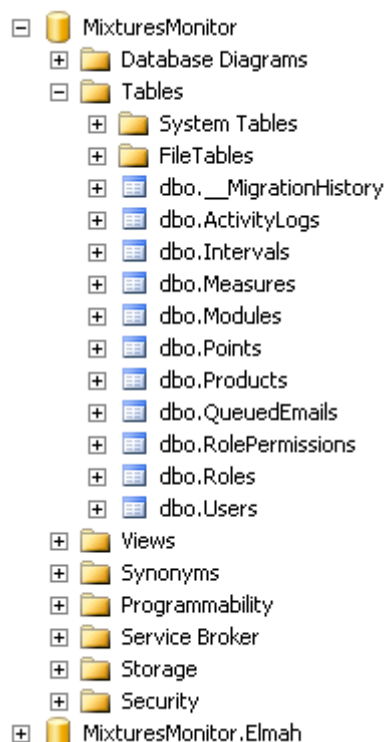 MixturesMonitor
Database Diagrams
Tables
System Tables
FileTables
dbo.__MigrationHistory
dbo.ActivityLogs
dbo.Intervals
dbo.Measures
dbo.Modules
dbo.Points
dbo.Products
dbo.QueuedEmails
dbo.RolePermissions
dbo.Roles
dbo.Users
Views
Synonyms
Programmability
Service Broker
Storage
Security
MixturesMonitor.Elmah